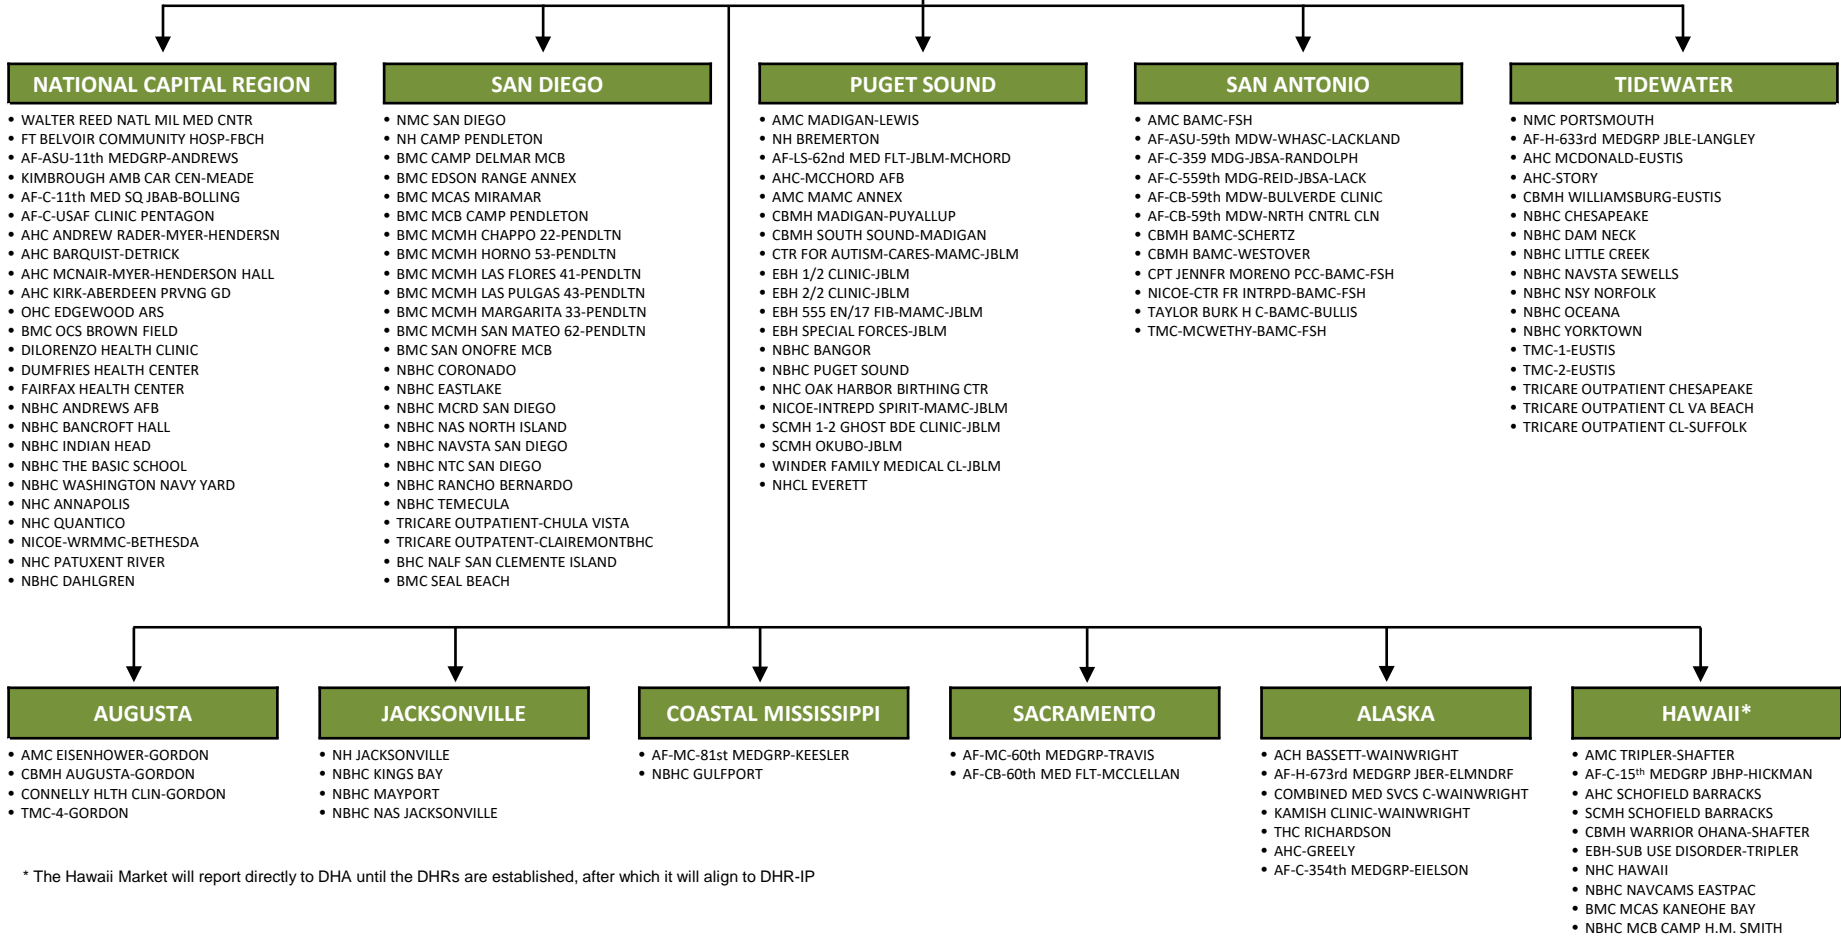 NATIONAL CAPITAL REGION
• WALTER REED NATL MIL MED CNTR
• FT BELVOIR COMMUNITY HOSP-FBCH
• AF-ASU-11th MEDGRP-ANDREWS
• KIMBROUGH AMB CAR CEN-MEADE
• AF-C-11th MED SQ JBAB-BOLLING
• AF-C-USAF CLINIC PENTAGON
• AHC ANDREW RADER-MYER-HENDERSN
• AHC BARQUIST-DETRICK
• AHC MCNAIR-MYER-HENDERSON HALL
• AHC KIRK-ABERDEEN PRVNG GD
• OHC EDGEWOOD ARS
• BMC OCS BROWN FIELD
• DILORENZO HEALTH CLINIC
• DUMFRIES HEALTH CENTER
• FAIRFAX HEALTH CENTER
• NBHC ANDREWS AFB
• NBHC BANCROFT HALL
• NBHC INDIAN HEAD
• NBHC THE BASIC SCHOOL
• NBHC WASHINGTON NAVY YARD
• NHC ANNAPOLIS
• NHC QUANTICO
• NICOE-WRMMC-BETHESDA
• NHC PATUXENT RIVER
• NBHC DAHLGREN
SAN DIEGO
• NMC SAN DIEGO
• NH CAMP PENDLETON
• BMC CAMP DELMAR MCB
• BMC EDSON RANGE ANNEX
• BMC MCAS MIRAMAR
• BMC MCB CAMP PENDLETON
• BMC MCMH CHAPPO 22-PENDLTN
• BMC MCMH HORNO 53-PENDLTN
• BMC MCMH LAS FLORES 41-PENDLTN
• BMC MCMH LAS PULGAS 43-PENDLTN
• BMC MCMH MARGARITA 33-PENDLTN
• BMC MCMH SAN MATEO 62-PENDLTN
• BMC SAN ONOFRE MCB
• NBHC CORONADO
• NBHC EASTLAKE
• NBHC MCRD SAN DIEGO
• NBHC NAS NORTH ISLAND
• NBHC NAVSTA SAN DIEGO
• NBHC NTC SAN DIEGO
• NBHC RANCHO BERNARDO
• NBHC TEMECULA
• TRICARE OUTPATIENT-CHULA VISTA
• TRICARE OUTPATENT-CLAIREMONTBHC
• BHC NALF SAN CLEMENTE ISLAND
• BMC SEAL BEACH
PUGET SOUND
• AMC MADIGAN-LEWIS
• NH BREMERTON
• AF-LS-62nd MED FLT-JBLM-MCHORD
• AHC-MCCHORD AFB
• AMC MAMC ANNEX
• CBMH MADIGAN-PUYALLUP
• CBMH SOUTH SOUND-MADIGAN
• CTR FOR AUTISM-CARES-MAMC-JBLM
• EBH 1/2 CLINIC-JBLM
• EBH 2/2 CLINIC-JBLM
• EBH 555 EN/17 FIB-MAMC-JBLM
• EBH SPECIAL FORCES-JBLM
• NBHC BANGOR
• NBHC PUGET SOUND
• NHC OAK HARBOR BIRTHING CTR
• NICOE-INTREPD SPIRIT-MAMC-JBLM
• SCMH 1-2 GHOST BDE CLINIC-JBLM
• SCMH OKUBO-JBLM
• WINDER FAMILY MEDICAL CL-JBLM
• NHCL EVERETT
SAN ANTONIO
• AMC BAMC-FSH
• AF-ASU-59th MDW-WHASC-LACKLAND
• AF-C-359 MDG-JBSA-RANDOLPH
• AF-C-559th MDG-REID-JBSA-LACK
• AF-CB-59th MDW-BULVERDE CLINIC
• AF-CB-59th MDW-NRTH CNTRL CLN
• CBMH BAMC-SCHERTZ
• CBMH BAMC-WESTOVER
• CPT JENNFR MORENO PCC-BAMC-FSH
• NICOE-CTR FR INTRPD-BAMC-FSH
• TAYLOR BURK H C-BAMC-BULLIS
• TMC-MCWETHY-BAMC-FSH
TIDEWATER
• NMC PORTSMOUTH
• AF-H-633rd MEDGRP JBLE-LANGLEY
• AHC MCDONALD-EUSTIS
• AHC-STORY
• CBMH WILLIAMSBURG-EUSTIS
• NBHC CHESAPEAKE
• NBHC DAM NECK
• NBHC LITTLE CREEK
• NBHC NAVSTA SEWELLS
• NBHC NSY NORFOLK
• NBHC OCEANA
• NBHC YORKTOWN
• TMC-1-EUSTIS
• TMC-2-EUSTIS
• TRICARE OUTPATIENT CHESAPEAKE
• TRICARE OUTPATIENT CL VA BEACH
• TRICARE OUTPATIENT CL-SUFFOLK
AUGUSTA
• AMC EISENHOWER-GORDON
• CBMH AUGUSTA-GORDON
• CONNELLY HLTH CLIN-GORDON
• TMC-4-GORDON
JACKSONVILLE
• NH JACKSONVILLE
• NBHC KINGS BAY
• NBHC MAYPORT
• NBHC NAS JACKSONVILLE
COASTAL MISSISSIPPI
• AF-MC-81st MEDGRP-KEESLER
• NBHC GULFPORT
SACRAMENTO
• AF-MC-60th MEDGRP-TRAVIS
• AF-CB-60th MED FLT-MCCLELLAN
ALASKA
• ACH BASSETT-WAINWRIGHT
• AF-H-673rd MEDGRP JBER-ELMNDRF
• COMBINED MED SVCS C-WAINWRIGHT
• KAMISH CLINIC-WAINWRIGHT
• THC RICHARDSON
• AHC-GREELY
• AF-C-354th MEDGRP-EIELSON
HAWAII*
• AMC TRIPLER-SHAFTER
• AF-C-15th MEDGRP JBHP-HICKMAN
• AHC SCHOFIELD BARRACKS
• SCMH SCHOFIELD BARRACKS
• CBMH WARRIOR OHANA-SHAFTER
• EBH-SUB USE DISORDER-TRIPLER
• NHC HAWAII
• NBHC NAVCAMS EASTPAC
• BMC MCAS KANEOHE BAY
• NBHC MCB CAMP H.M. SMITH
* The Hawaii Market will report directly to DHA until the DHRs are established, after which it will align to DHR-IP